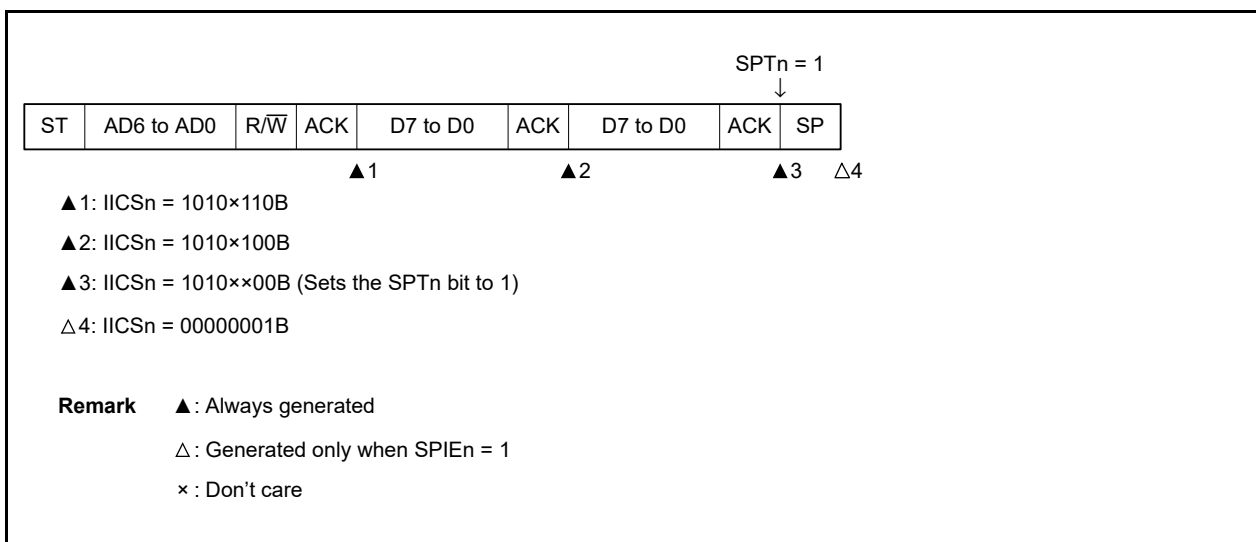 SPTn = 1
↓
ST AD6 to AD0 R/W̅ ACK D7 to D0 ACK D7 to D0 ACK SP
▲1 ▲2 ▲3 △4
▲1: IICSn = 1010×110B
▲2: IICSn = 1010×100B
▲3: IICSn = 1010××00B (Sets the SPTn bit to 1)
△4: IICSn = 00000001B
Remark ▲: Always generated
△: Generated only when SPIEn = 1
× : Don't care